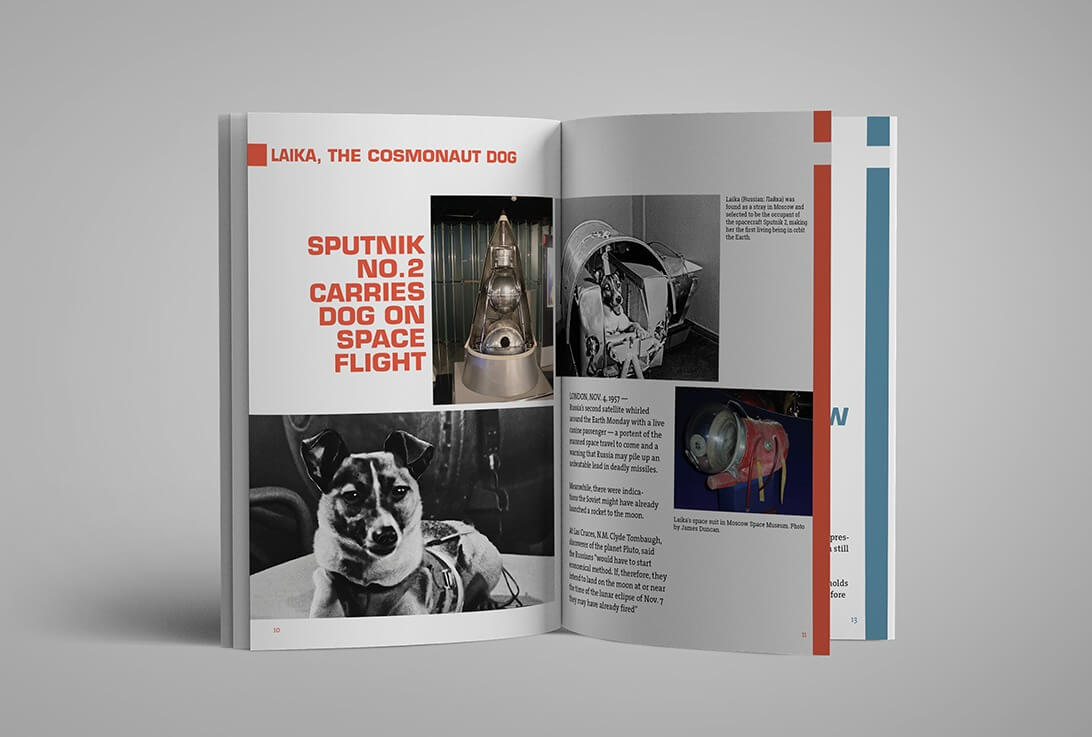 LAIKA, THE COSMONAUT DOG
SPUTNIK
NO.2
CARRIES
DOG ON
SPACE
FLIGHT
10
Laika (Russian: Лайка) was
found as a stray in Moscow and
selected to be the occupant of
the spacecraft Sputnik 2, making
her the first living being in orbit
the Earth.
LONDON, NOV. 4, 1957 —
Russia's second satellite whirled
around the Earth Monday with a live
canine passenger — a portent of the
manned space travel to come and a
warning that Russia may pile up an
unbeatable lead in deadly missiles.
Meanwhile, there were indica-
tions the Soviet might have already
launched a rocket to the moon.
At Las Cruces, N.M. Clyde Tombaugh,
discoverer of the planet Pluto, said
the Russians "would have to start
economical method. If, therefore, they
intend to land on the moon at or near
the time of the lunar eclipse of Nov. 7
they may have already fired"
Laika's space suit in Moscow Space Museum. Photo
by James Duncan.
11
W
pres-
still
holds
fore
13